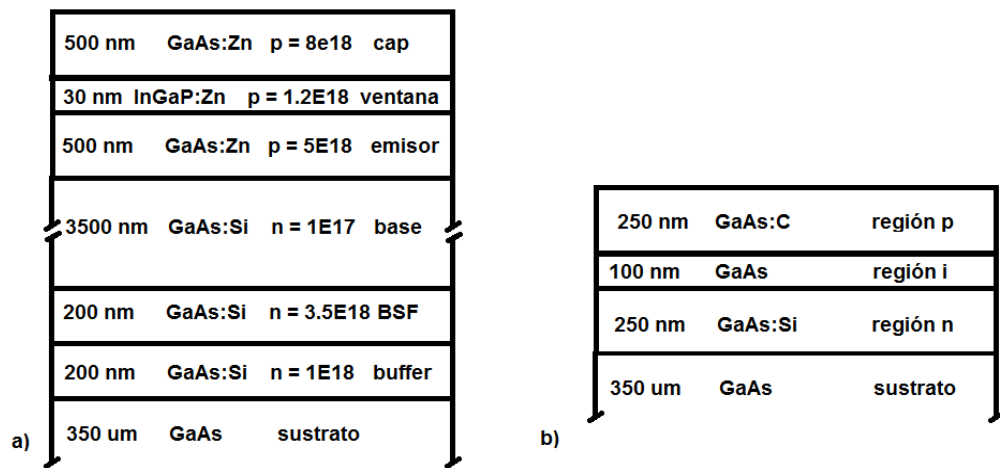 500 nm GaAs:Zn p = 8e18 cap
30 nm InGaP:Zn p = 1.2E18 ventana
500 nm GaAs:Zn p = 5E18 emisor
3500 nm GaAs:Si n = 1E17 base
200 nm GaAs:Si n = 3.5E18 BSF
200 nm GaAs:Si n = 1E18 buffer
a) 350 um GaAs sustrato
250 nm GaAs:C región p
100 nm GaAs región i
250 nm GaAs:Si región n
350 um GaAs sustrato
b)